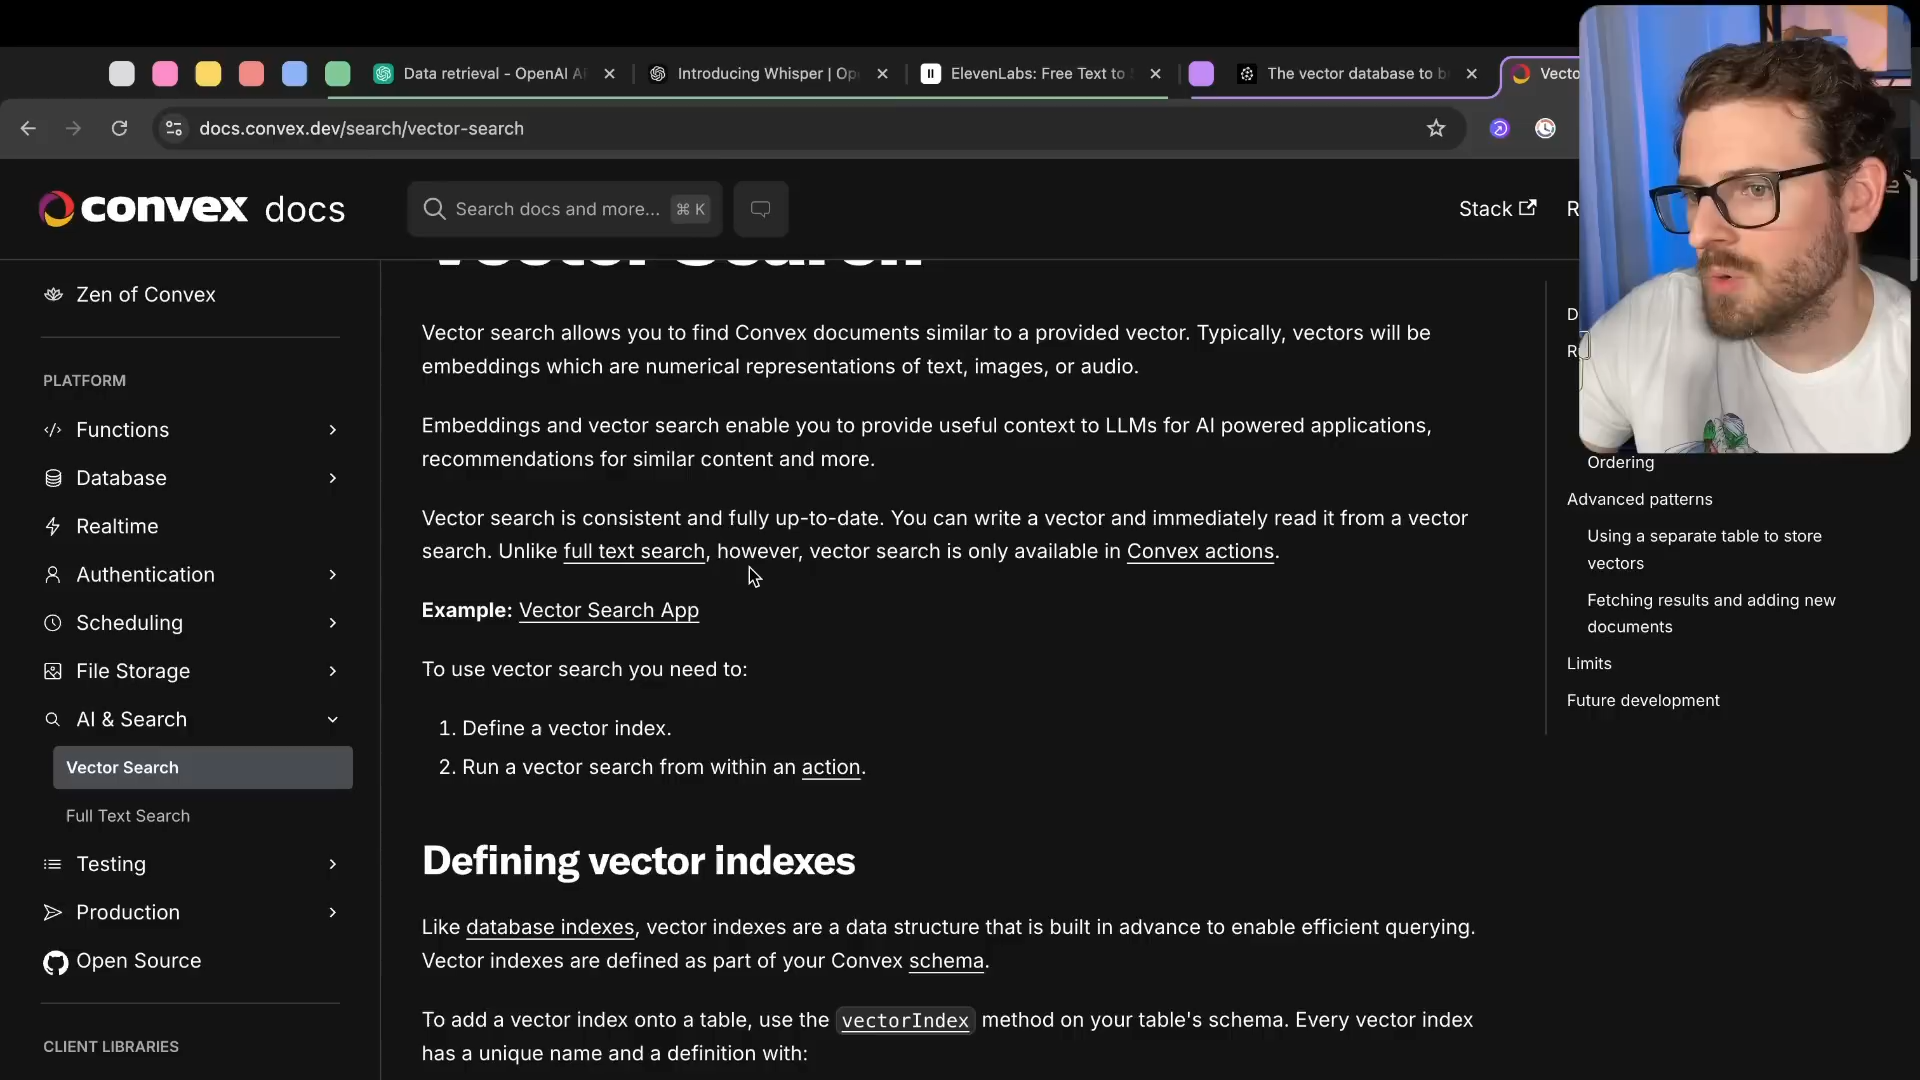 Data retrieval - OpenAI A
Introducing Whisper | Op
ElevenLabs: Free Text to
The vector database to b
Vecto
docs.convex.dev/search/vector-search
convex docs
Search docs and more... ⌘ K
Stack
R
Zen of Convex
PLATFORM
Functions
Database
Realtime
Authentication
Scheduling
File Storage
AI & Search
Vector Search
Full Text Search
Testing
Production
Open Source
CLIENT LIBRARIES
Vector Search
Vector search allows you to find Convex documents similar to a provided vector. Typically, vectors will be
embeddings which are numerical representations of text, images, or audio.
Embeddings and vector search enable you to provide useful context to LLMs for AI powered applications,
recommendations for similar content and more.
Vector search is consistent and fully up-to-date. You can write a vector and immediately read it from a vector
search. Unlike full text search, however, vector search is only available in Convex actions.
Example: Vector Search App
To use vector search you need to:
1. Define a vector index.
2. Run a vector search from within an action.
Defining vector indexes
Like database indexes, vector indexes are a data structure that is built in advance to enable efficient querying.
Vector indexes are defined as part of your Convex schema.
To add a vector index onto a table, use the vectorIndex method on your table's schema. Every vector index
has a unique name and a definition with:
D
R
Ordering
Advanced patterns
Using a separate table to store
vectors
Fetching results and adding new
documents
Limits
Future development